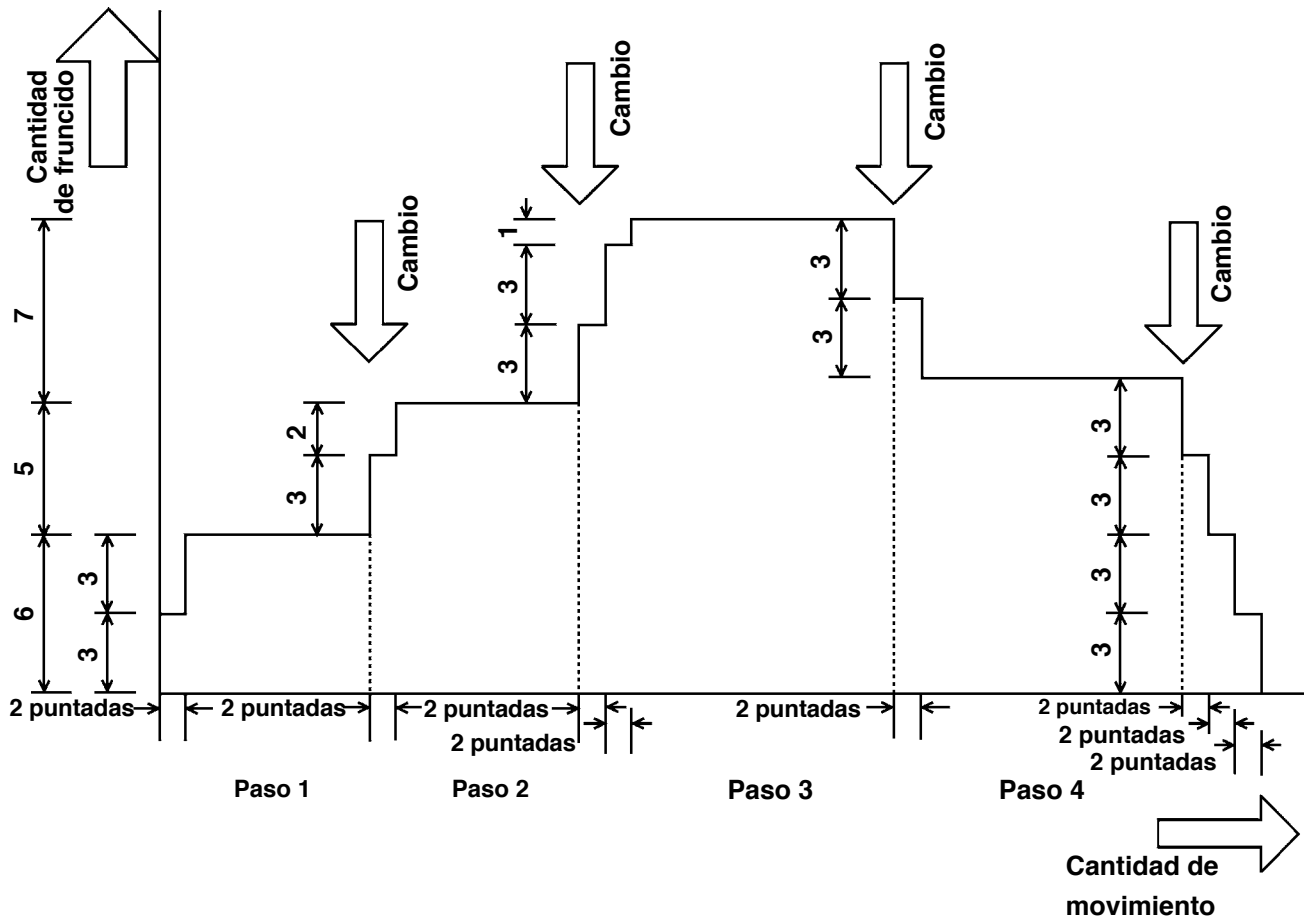 Cantidad
de fruncido
Cambio
Cambio
Cambio
Cambio
7
5
6
3
3
2
3
1
3
3
3
3
3
3
3
3
2 puntadas
2 puntadas
2 puntadas
2 puntadas
2 puntadas
2 puntadas
2 puntadas
2 puntadas
Paso 1
Paso 2
Paso 3
Paso 4
Cantidad de
movimiento